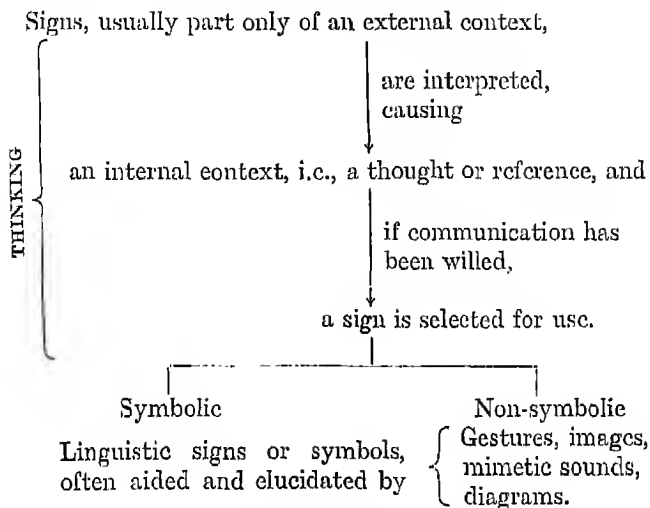 Signs, usually part only of an external context,
are interpreted,
causing
THINKING
an internal context, i.e., a thought or reference, and
if communication has
been willed,
a sign is selected for use.
Symbolic
Non-symbolic
Linguistic signs or symbols,
often aided and elucidated by
Gestures, images,
mimetic sounds,
diagrams.